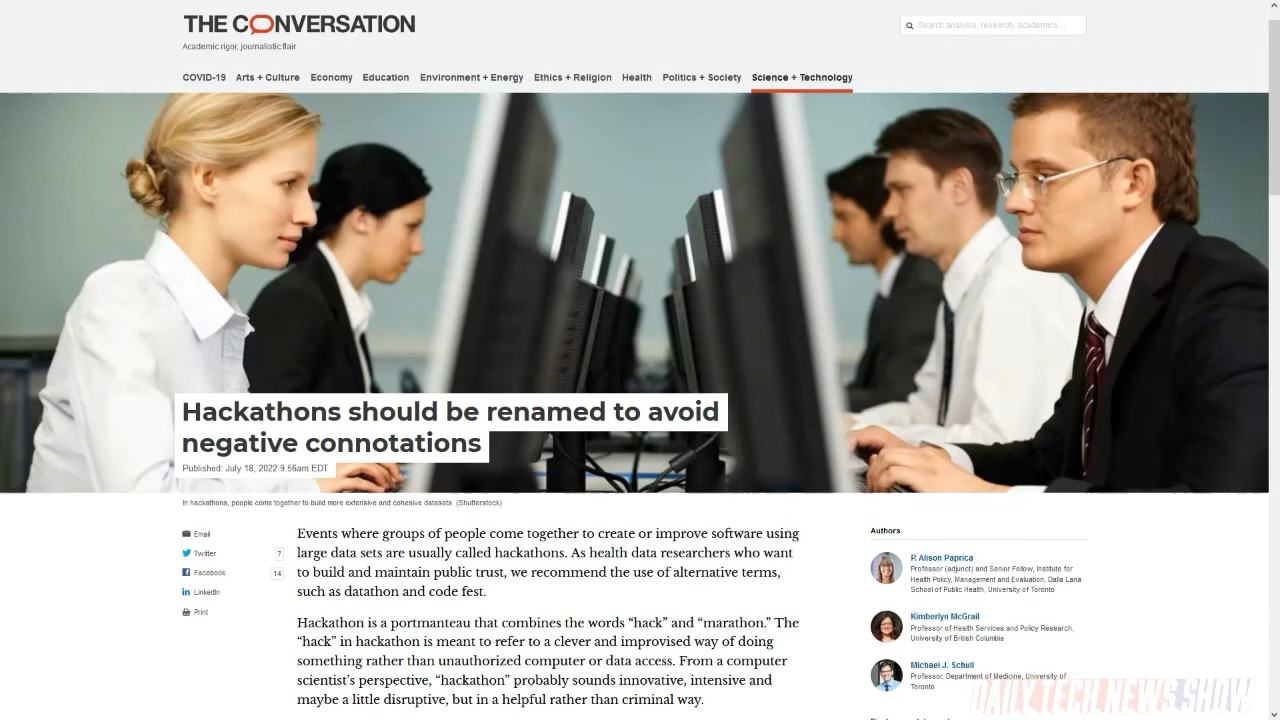 THE CONVERSATION
Academic rigor, journalistic flair
Search analysis, research, academics…
COVID-19 Arts + Culture Economy Education Environment + Energy Ethics + Religion Health Politics + Society Science + Technology
Hackathons should be renamed to avoid
negative connotations
Published: July 18, 2022 9.56am EDT
In hackathons, people come together to build more extensive and cohesive datasets. (Shutterstock)
Email
Twitter 7
Facebook 14
LinkedIn
Print
Events where groups of people come together to create or improve software using
large data sets are usually called hackathons. As health data researchers who want
to build and maintain public trust, we recommend the use of alternative terms,
such as datathon and code fest.
Hackathon is a portmanteau that combines the words “hack” and “marathon.” The
“hack” in hackathon is meant to refer to a clever and improvised way of doing
something rather than unauthorized computer or data access. From a computer
scientist’s perspective, “hackathon” probably sounds innovative, intensive and
maybe a little disruptive, but in a helpful rather than criminal way.
Authors
P. Alison Paprica
Professor (adjunct) and Senior Fellow, Institute for
Health Policy, Management and Evaluation, Dalla Lana
School of Public Health, University of Toronto
Kimberlyn McGrail
Professor of Health Services and Policy Research,
University of British Columbia
Michael J. Schull
Professor, Department of Medicine, University of
Toronto
DAILY TECH NEWS SHOW